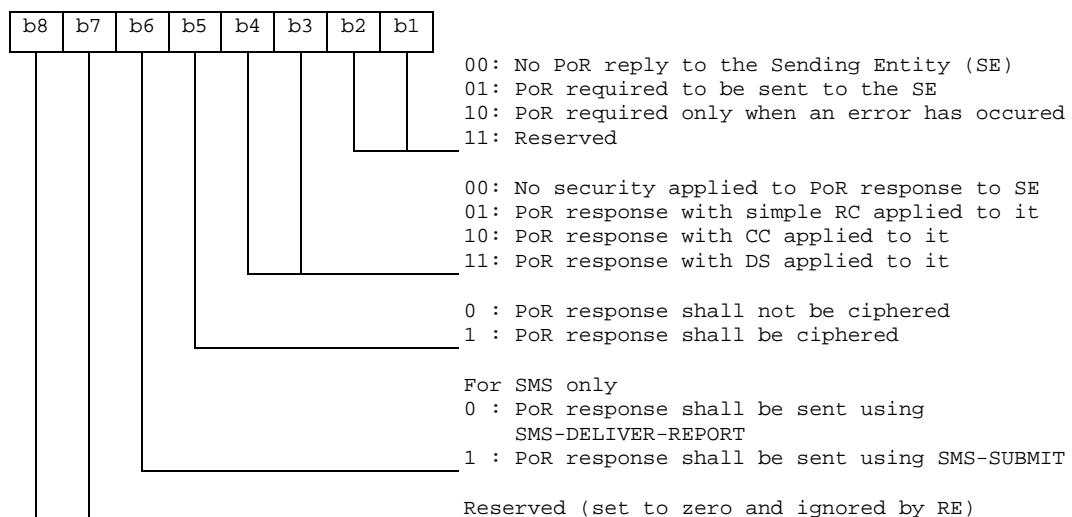 b8 b7 b6 b5 b4 b3 b2 b1
00: No PoR reply to the Sending Entity (SE)
01: PoR required to be sent to the SE
10: PoR required only when an error has occured
11: Reserved
00: No security applied to PoR response to SE
01: PoR response with simple RC applied to it
10: PoR response with CC applied to it
11: PoR response with DS applied to it
0 : PoR response shall not be ciphered
1 : PoR response shall be ciphered
For SMS only
0 : PoR response shall be sent using
SMS-DELIVER-REPORT
1 : PoR response shall be sent using SMS-SUBMIT
Reserved (set to zero and ignored by RE)